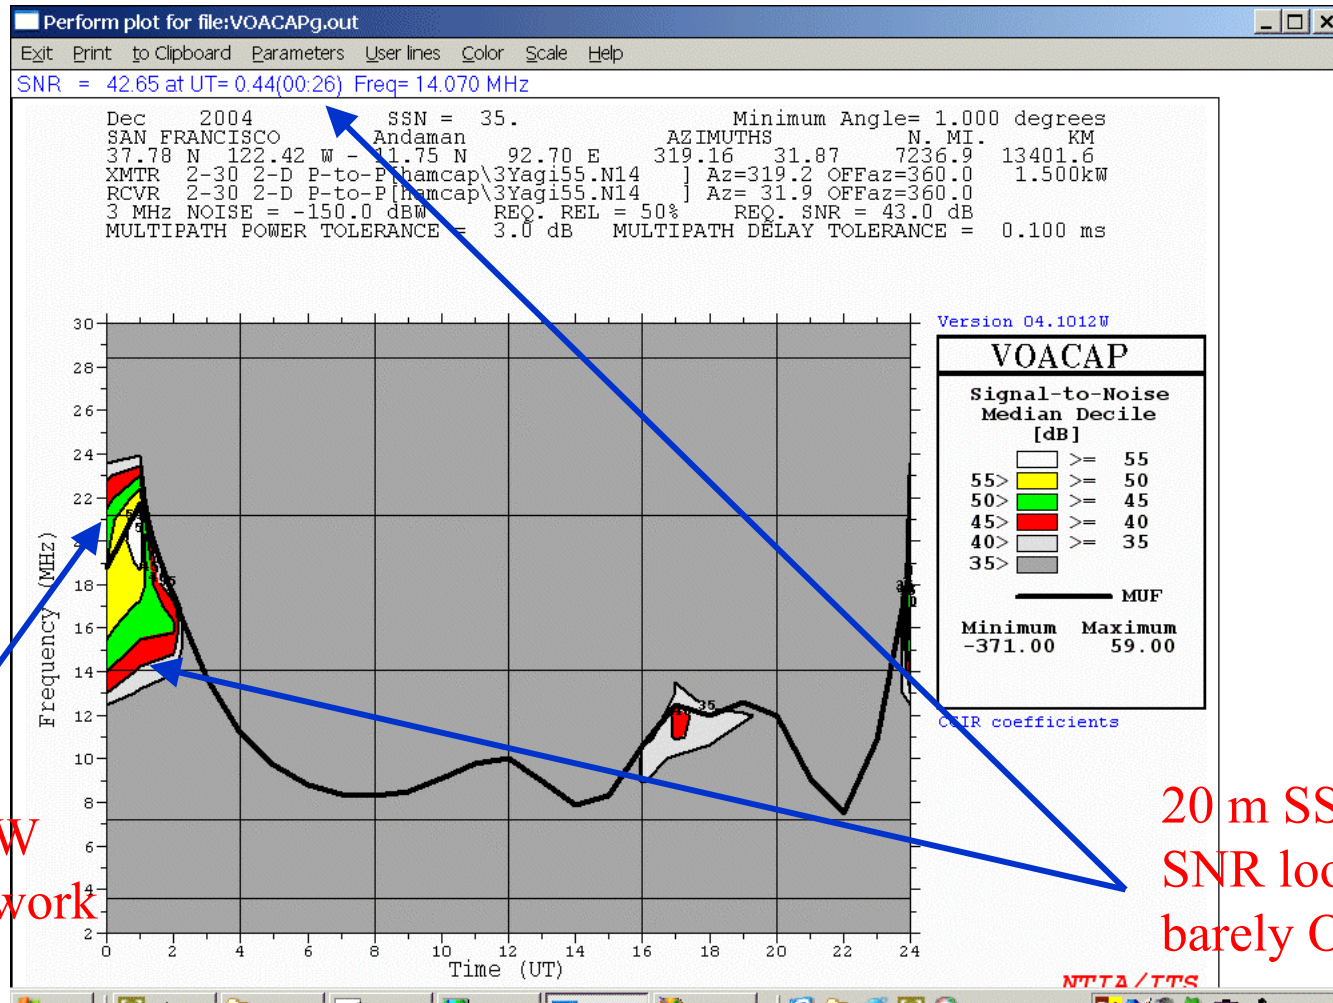 Perform plot for file:VOACAPg.out
Exit Print to Clipboard Parameters User lines Color Scale Help
SNR = 42.65 at UT= 0.44(00:26) Freq= 14.070 MHz
Dec 2004 SSN = 35. Minimum Angle= 1.000 degrees
SAN FRANCISCO Andaman AZIMUTHS N. MI. KM
37.78 N 122.42 W - 11.75 N 92.70 E 319.16 31.87 7236.9 13401.6
XMTR 2-30 2-D P-to-P[hamcap\3Yagi55.N14 ] Az=319.2 OFFaz=360.0 1.500kW
RCVR 2-30 2-D P-to-P[hamcap\3Yagi55.N14 ] Az= 31.9 OFFaz=360.0
3 MHz NOISE = -150.0 dBW REQ. REL = 50% REQ. SNR = 43.0 dB
MULTIPATH POWER TOLERANCE = 3.0 dB MULTIPATH DELAY TOLERANCE = 0.100 ms
Version 04.1012W
VOACAP
Signal-to-Noise
Median Decile
[dB]
>= 55
55> >= 50
50> >= 45
45> >= 40
40> >= 35
35>
MUF
Minimum Maximum
-371.00 59.00
CCIR coefficients
Frequency (MHz)
30
28
26
24
22
18
16
14
12
10
8
6
4
2
35
0 2 4 6 8 10 12 14 16 18 20 22 24
Time (UT)
W
work
20 m SS
SNR loo
barely O
NTIA/ITS